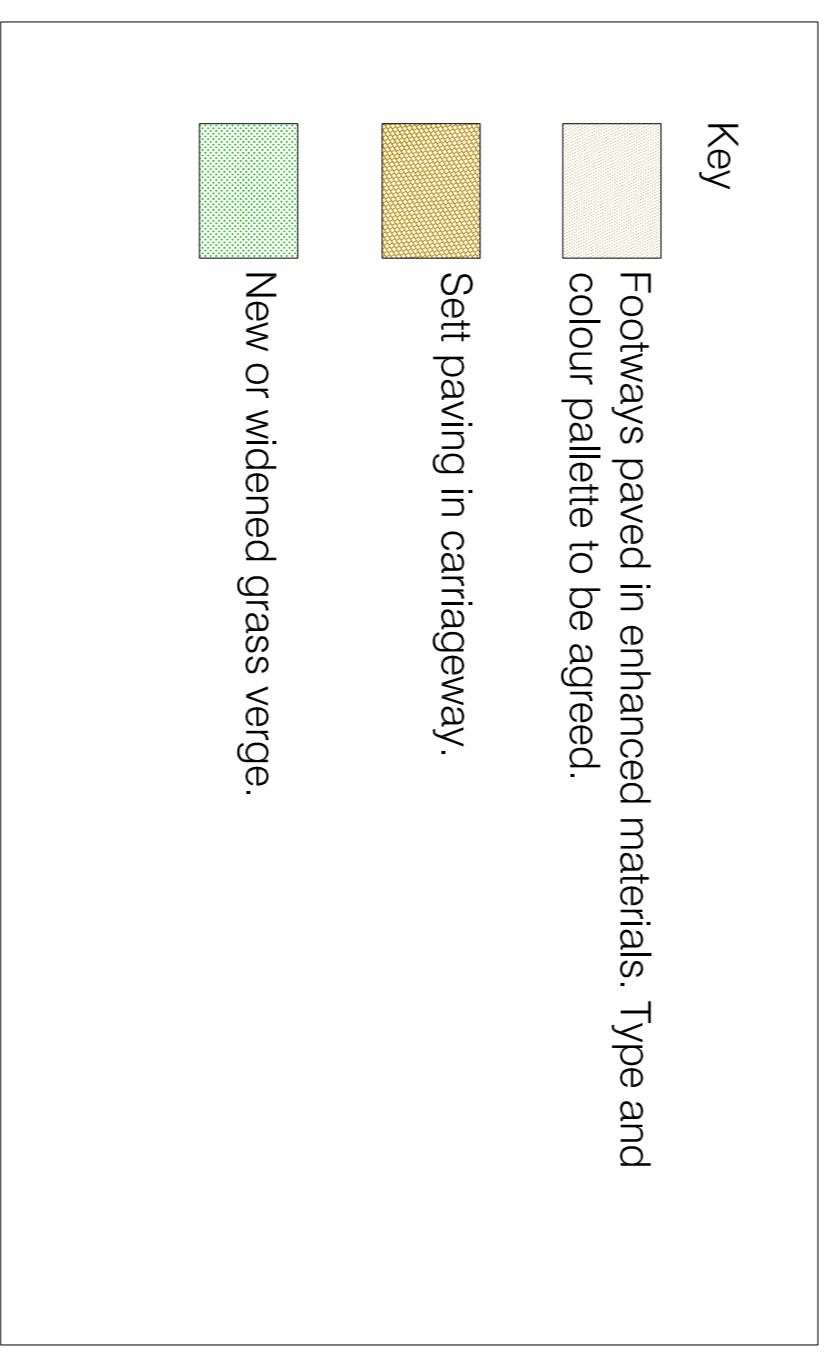 Key
Footways paved in enhanced materials. Type and
colour pallette to be agreed.
Sett paving in carriageway.
New or widened grass verge.